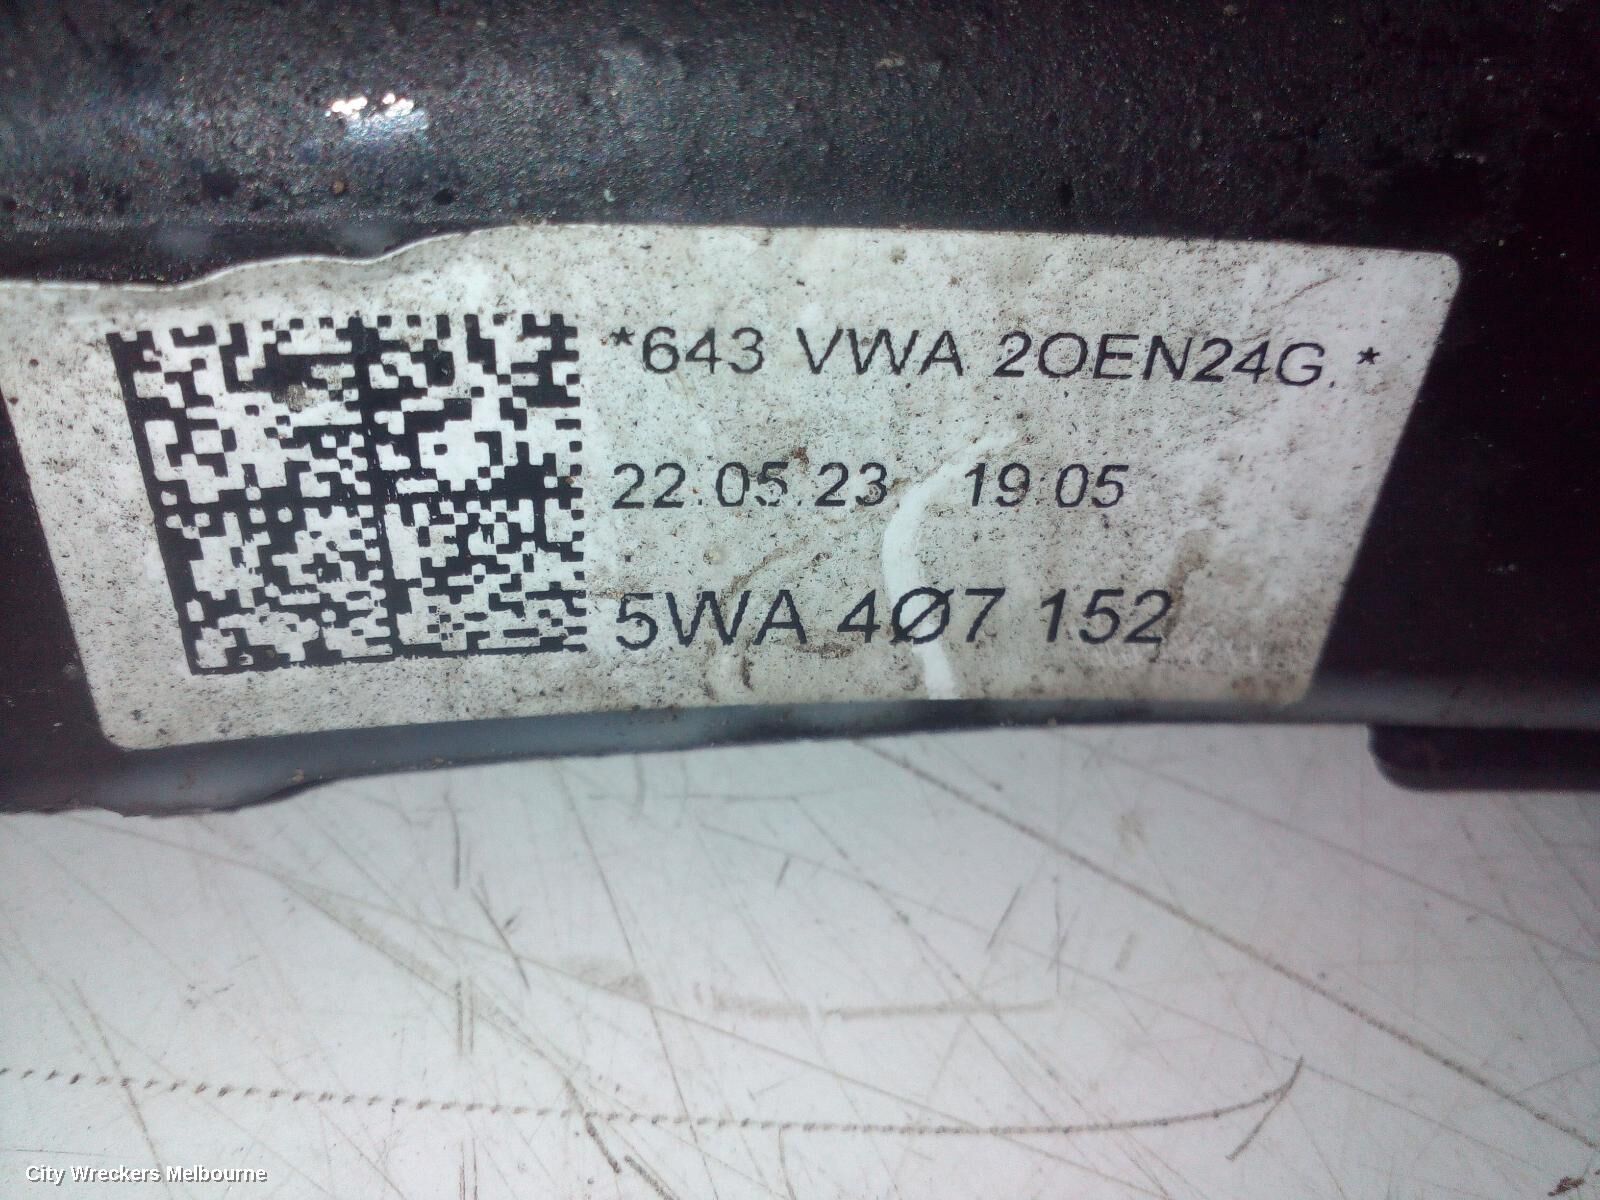 *643 VWA 2OEN24G.*
22.05.23 19:05
5WA 4Ø7 152
City Wreckers Melbourne